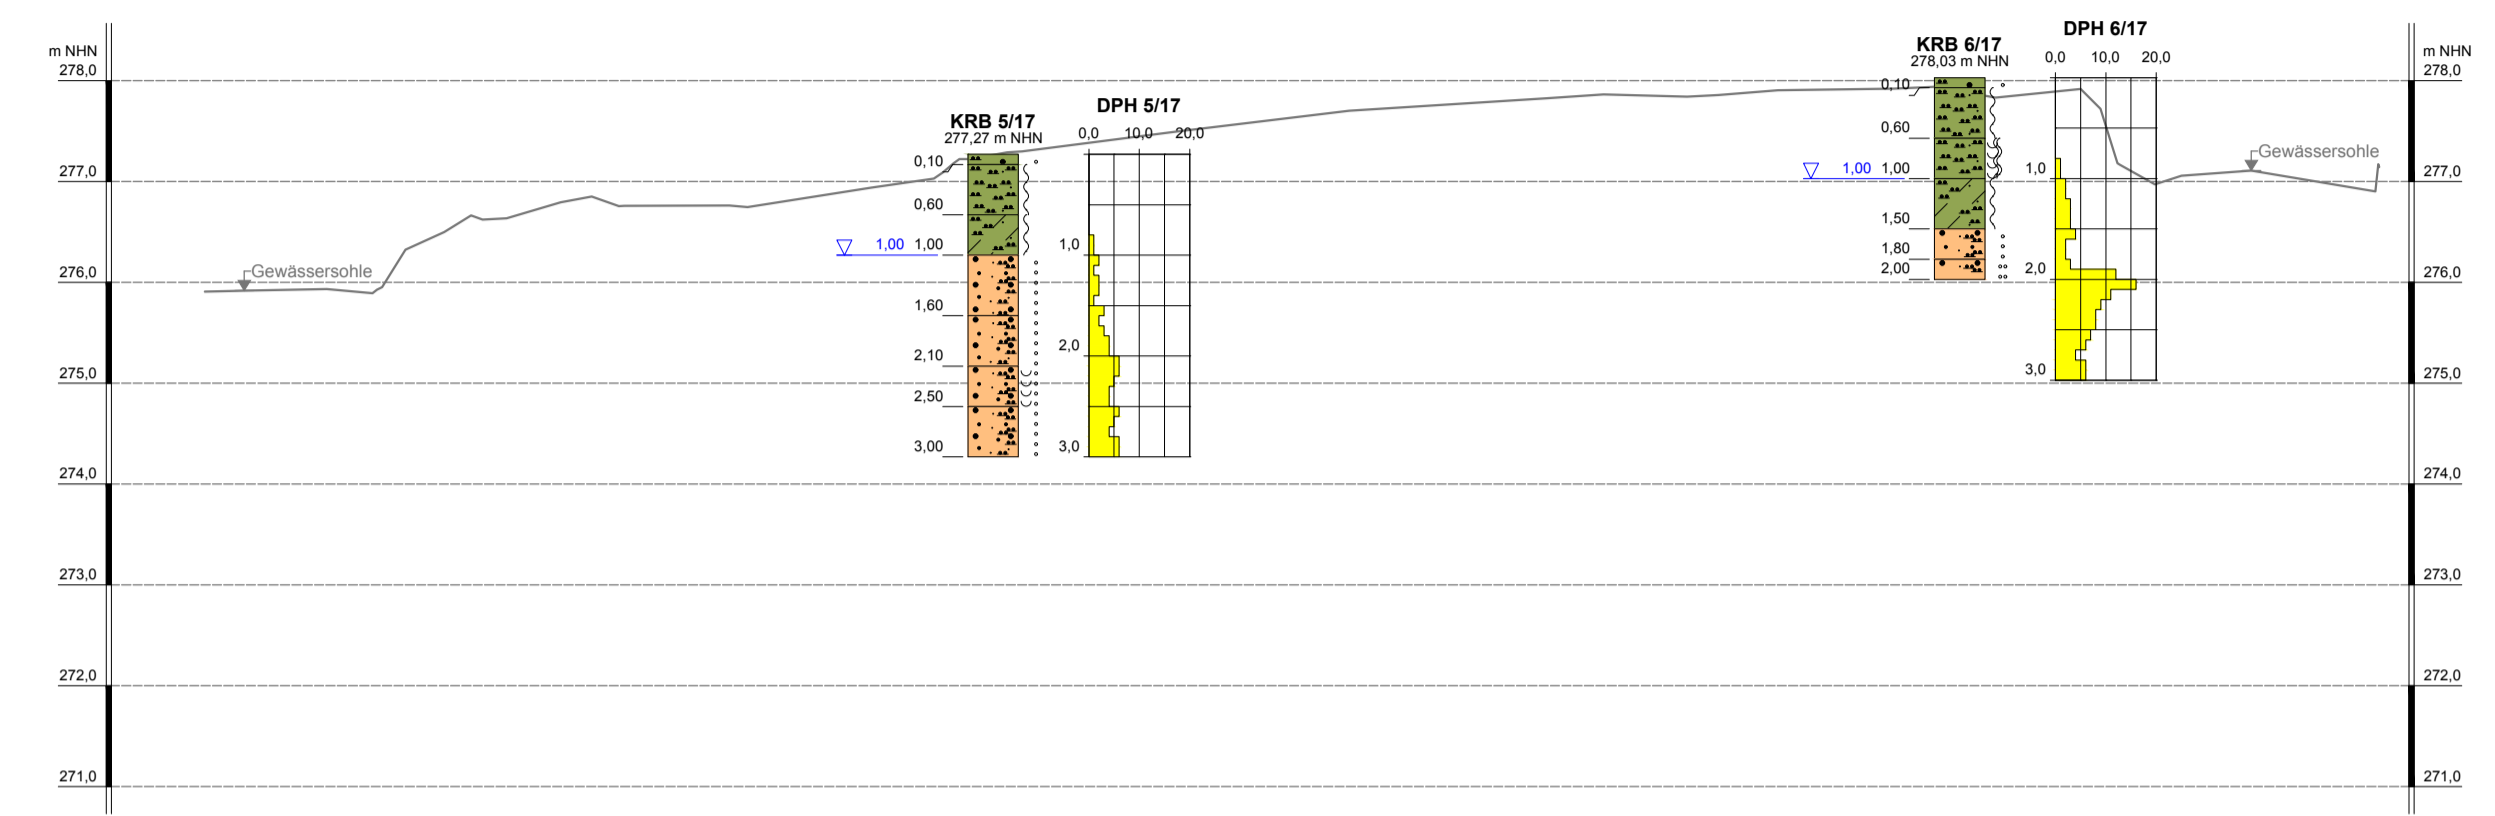 DPH 6/17
KRB 6/17
m NHN
m NHN
278,03 m NHN
0,0 10,0 20,0
278,0
278,0
0,10
DPH 5/17
KRB 5/17
277,27 m NHN
0,0 10,0 20,0
0,60
Gewässersohle
0,10
277,0
1,00 1,00
1,0
277,0
0,60
1,50
1,00 1,00
1,0
1,80
Gewässersohle
276,0
2,00
2,0
276,0
1,60
2,0
2,10
275,0
3,0
275,0
2,50
3,00
3,0
274,0
274,0
273,0
273,0
272,0
272,0
271,0
271,0